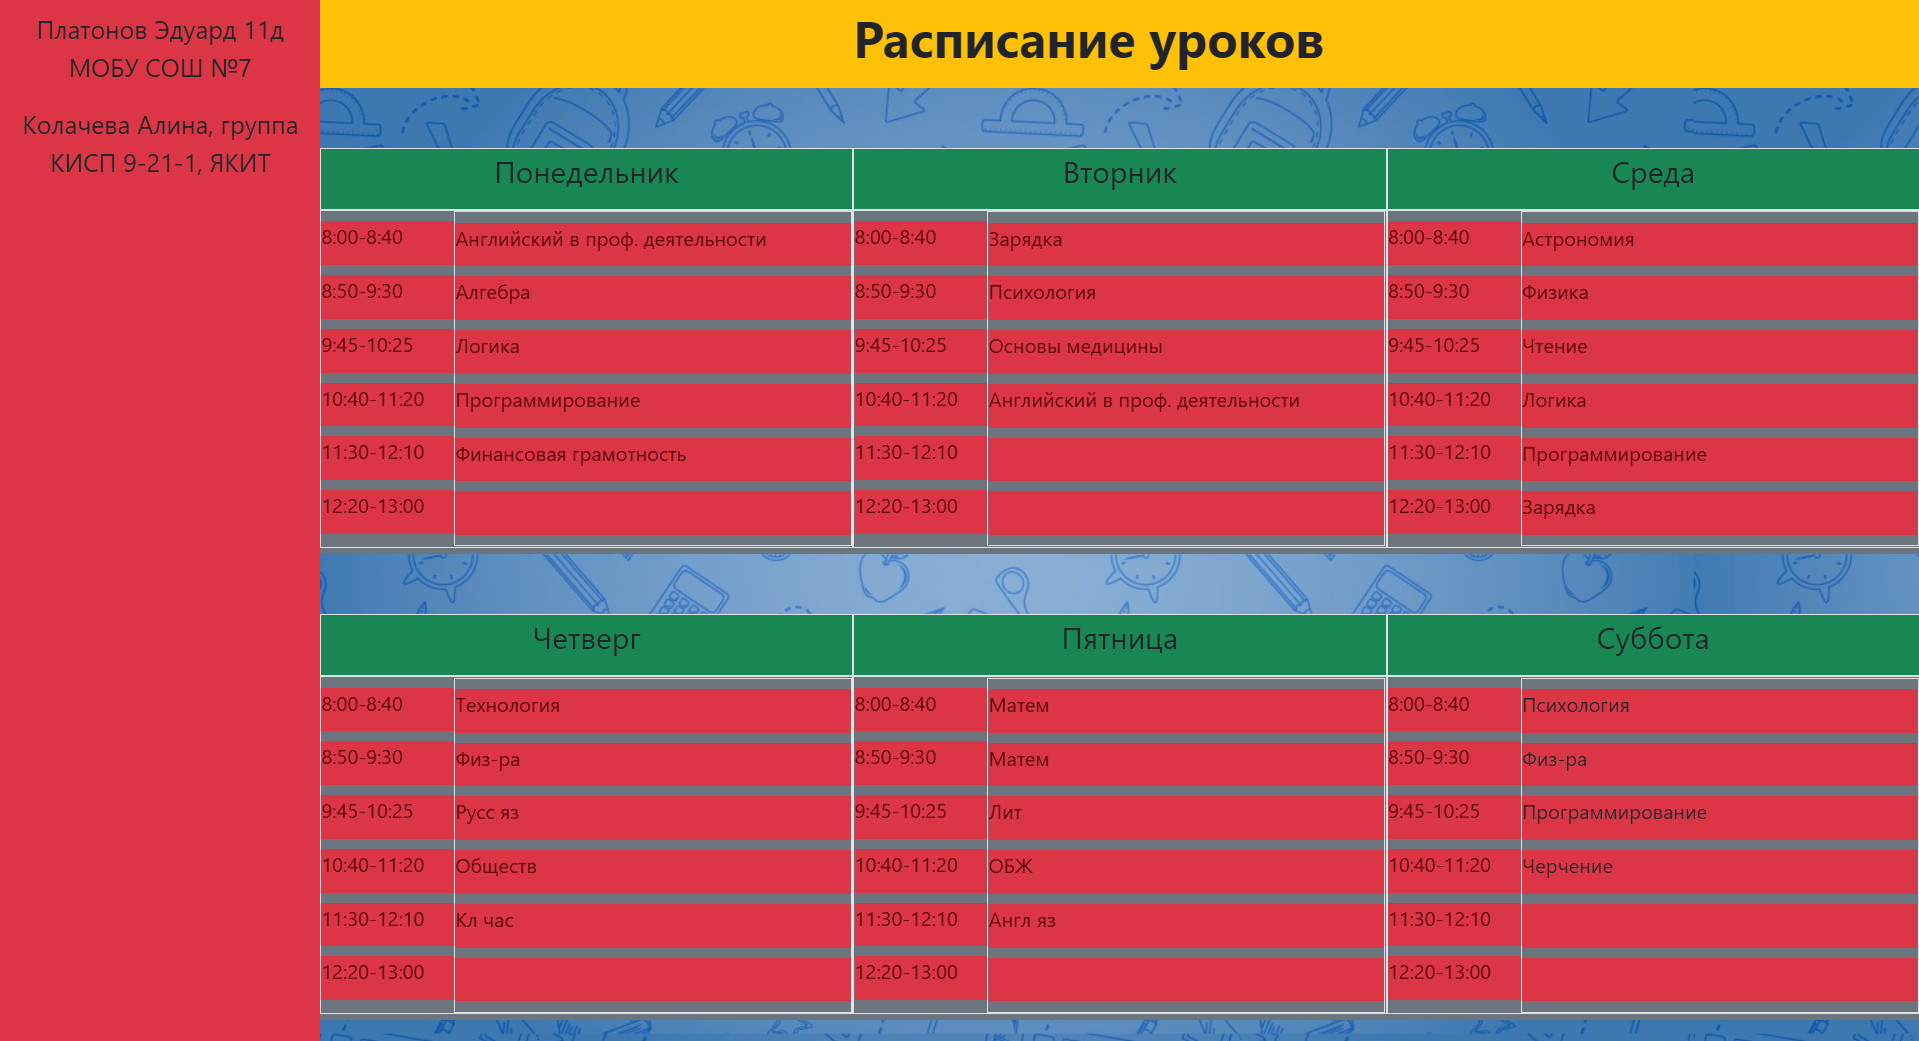 Платонов Эдуард 11д
МОБУ СОШ №7
Колачева Алина, группа
КИСП 9-21-1, ЯКИТ
Расписание уроков
Понедельник
8:00-8:40 Английский в проф. деятельности
8:50-9:30 Алгебра
9:45-10:25 Логика
10:40-11:20 Программирование
11:30-12:10 Финансовая грамотность
12:20-13:00
Вторник
8:00-8:40 Зарядка
8:50-9:30 Психология
9:45-10:25 Основы медицины
10:40-11:20 Английский в проф. деятельности
11:30-12:10
12:20-13:00
Среда
8:00-8:40 Астрономия
8:50-9:30 Физика
9:45-10:25 Чтение
10:40-11:20 Логика
11:30-12:10 Программирование
12:20-13:00 Зарядка
Четверг
8:00-8:40 Технология
8:50-9:30 Физ-ра
9:45-10:25 Русс яз
10:40-11:20 Обществ
11:30-12:10 Кл час
12:20-13:00
Пятница
8:00-8:40 Матем
8:50-9:30 Матем
9:45-10:25 Лит
10:40-11:20 ОБЖ
11:30-12:10 Англ яз
12:20-13:00
Суббота
8:00-8:40 Психология
8:50-9:30 Физ-ра
9:45-10:25 Программирование
10:40-11:20 Черчение
11:30-12:10
12:20-13:00